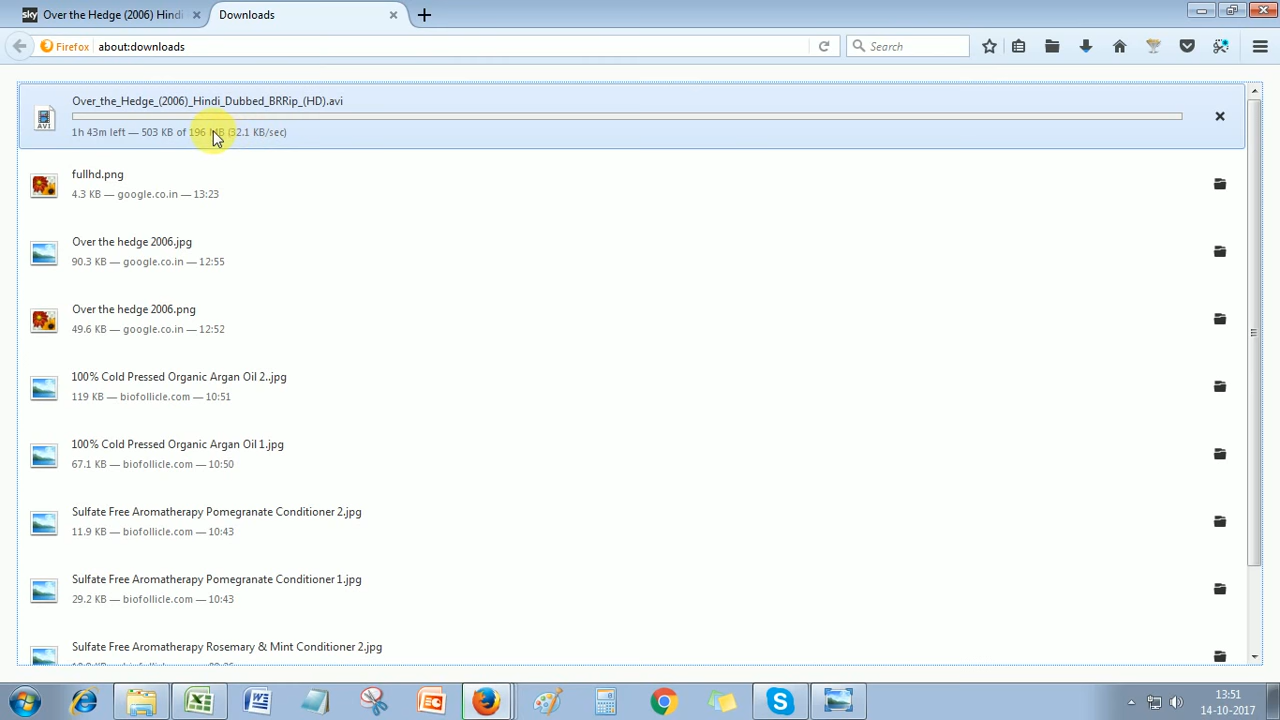 sky Over the Hedge (2006) Hindi
Downloads
Firefox about:downloads
Search
Over_the_Hedge_(2006)_Hindi_Dubbed_BRRip_(HD).avi
AVI
1h 43m left — 503 KB of 196 MB (32.1 KB/sec)
fullhd.png
4.3 KB — google.co.in — 13:23
Over the hedge 2006.jpg
90.3 KB — google.co.in — 12:55
Over the hedge 2006.png
49.6 KB — google.co.in — 12:52
100% Cold Pressed Organic Argan Oil 2..jpg
119 KB — biofollicle.com — 10:51
100% Cold Pressed Organic Argan Oil 1.jpg
67.1 KB — biofollicle.com — 10:50
Sulfate Free Aromatherapy Pomegranate Conditioner 2.jpg
11.9 KB — biofollicle.com — 10:43
Sulfate Free Aromatherapy Pomegranate Conditioner 1.jpg
29.2 KB — biofollicle.com — 10:43
Sulfate Free Aromatherapy Rosemary & Mint Conditioner 2.jpg
13:51
14-10-2017